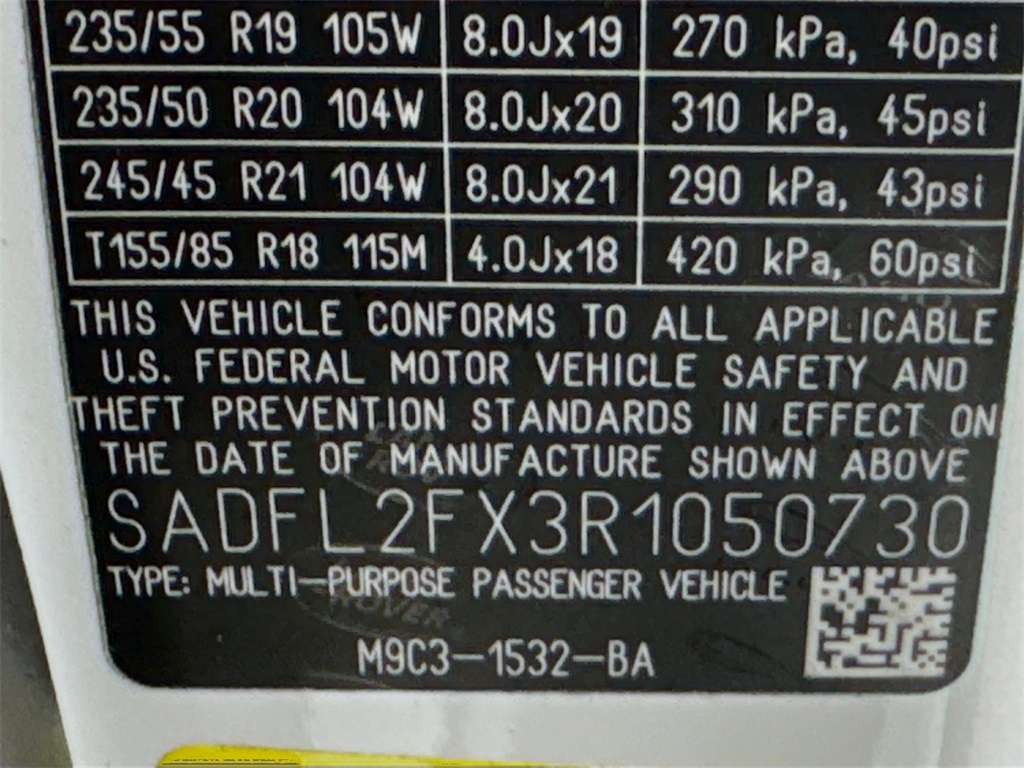 235/55 R19 105W 8.0Jx19 270 kPa, 40psi
235/50 R20 104W 8.0Jx20 310 kPa, 45psi
245/45 R21 104W 8.0Jx21 290 kPa, 43psi
T155/85 R18 115M 4.0Jx18 420 kPa, 60psi
THIS VEHICLE CONFORMS TO ALL APPLICABLE
U.S. FEDERAL MOTOR VEHICLE SAFETY AND
THEFT PREVENTION STANDARDS IN EFFECT ON
THE DATE OF MANUFACTURE SHOWN ABOVE
SADFL2FX3R1050730
TYPE: MULTI-PURPOSE PASSENGER VEHICLE
ROVER
M9C3-1532-BA